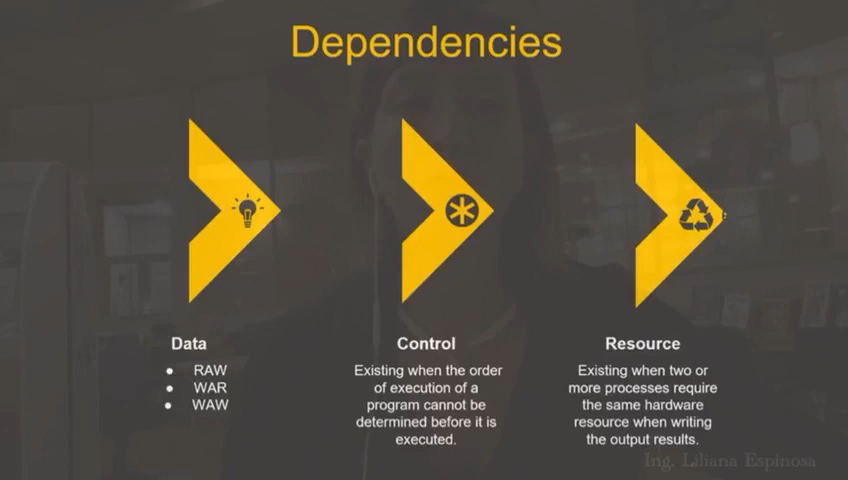 Dependencies
Data
RAW
WAR
WAW
Control
Existing when the order
of execution of a
program cannot be
determined before it is
executed.
Resource
Existing when two or
more processes require
the same hardware
resource when writing
the output results.
Ing. Liliana Espinosa